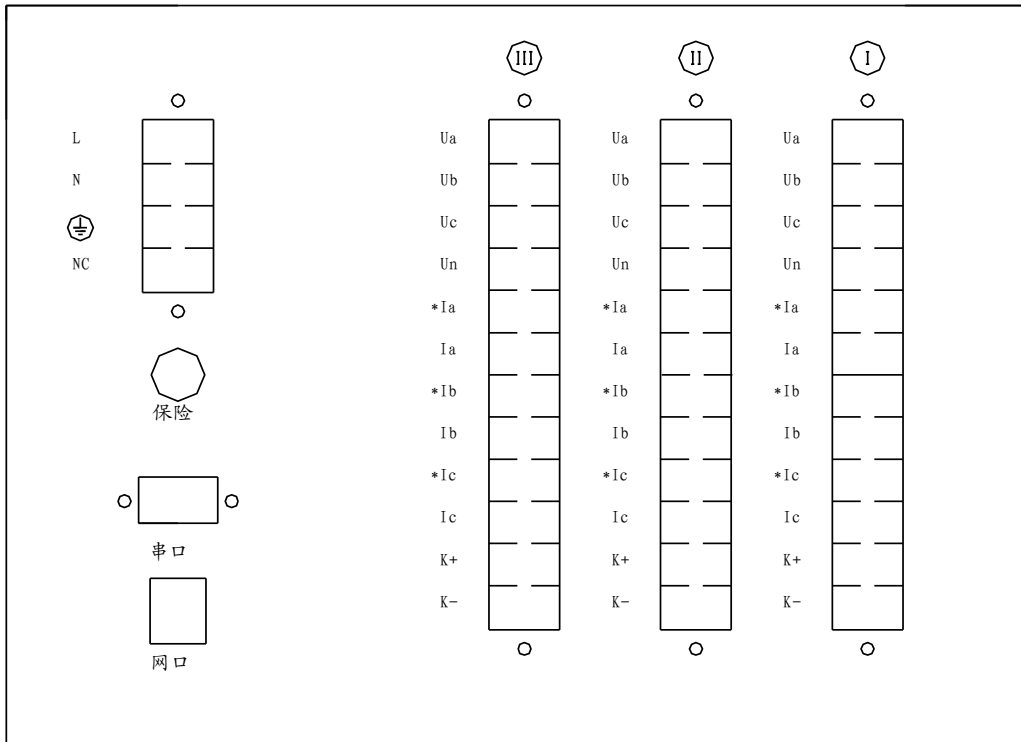 III II I
L Ua Ua Ua
N Ub Ub Ub
Uc Uc Uc
NC Un Un Un
*Ia *Ia *Ia
Ia Ia Ia
*Ib *Ib *Ib
保险
Ib Ib Ib
*Ic *Ic *Ic
Ic Ic Ic
串口
K+ K+ K+
K- K- K-
网口